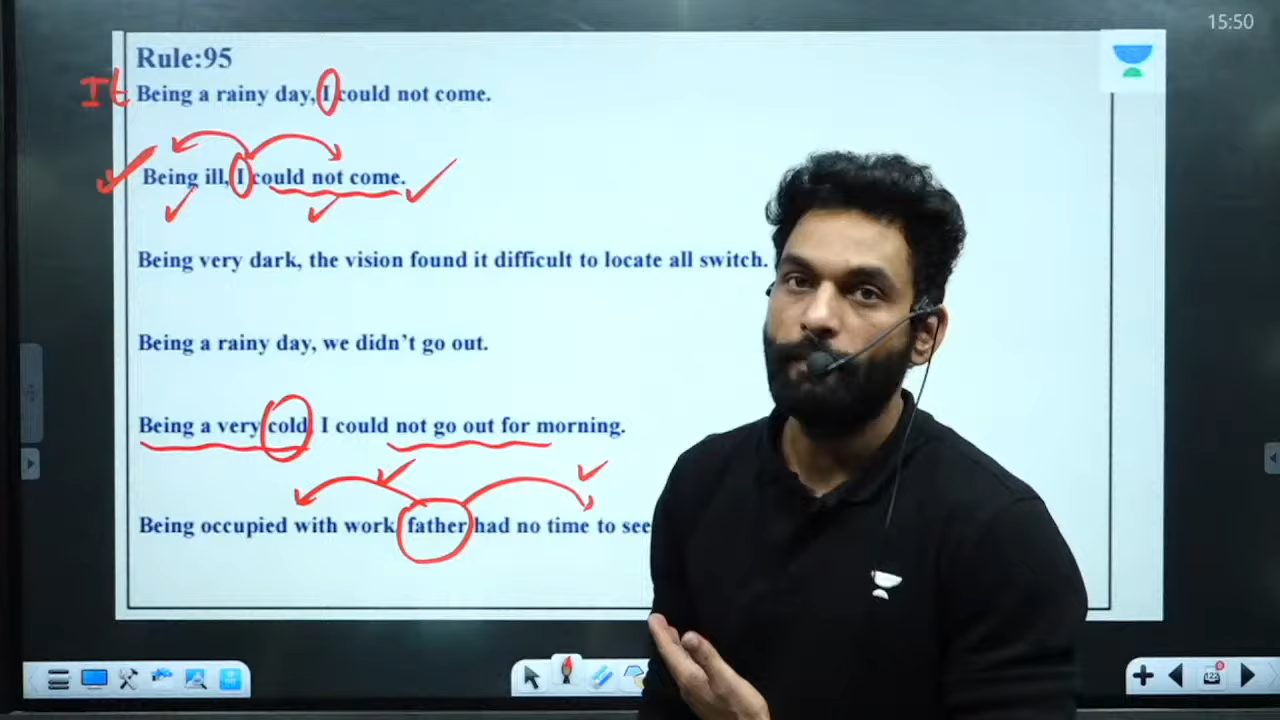 15:50
Rule:95
It Being a rainy day, I could not come.
Being ill, I could not come.
Being very dark, the vision found it difficult to locate all switch.
Being a rainy day, we didn't go out.
Being a very cold, I could not go out for morning.
Being occupied with work, father had no time to see